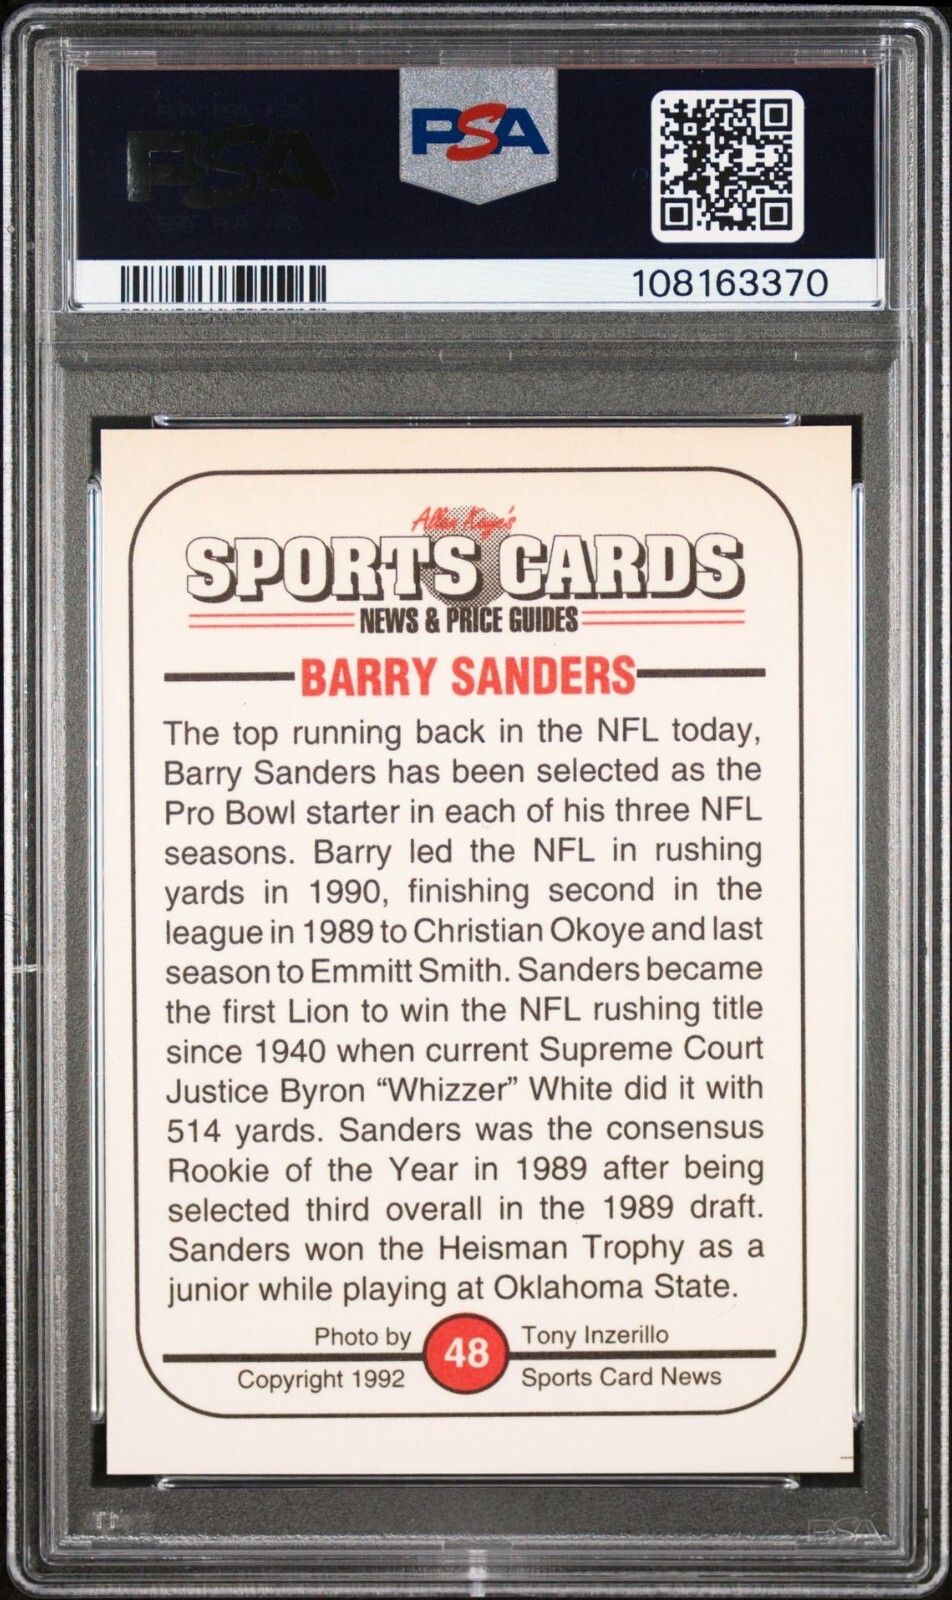 PSA
PSA
108163370
Allan Kaye's
SPORTS CARDS
NEWS & PRICE GUIDES
BARRY SANDERS
The top running back in the NFL today,
Barry Sanders has been selected as the
Pro Bowl starter in each of his three NFL
seasons. Barry led the NFL in rushing
yards in 1990, finishing second in the
league in 1989 to Christian Okoye and last
season to Emmitt Smith. Sanders became
the first Lion to win the NFL rushing title
since 1940 when current Supreme Court
Justice Byron “Whizzer” White did it with
514 yards. Sanders was the consensus
Rookie of the Year in 1989 after being
selected third overall in the 1989 draft.
Sanders won the Heisman Trophy as a
junior while playing at Oklahoma State.
Photo by 48 Tony Inzerillo
Copyright 1992 Sports Card News
PSA